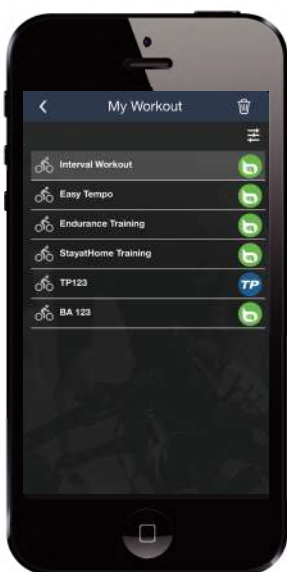 My Workout
Interval Workout
Easy Tempo
Endurance Training
StayatHome Training
TP123
TP
BA 123